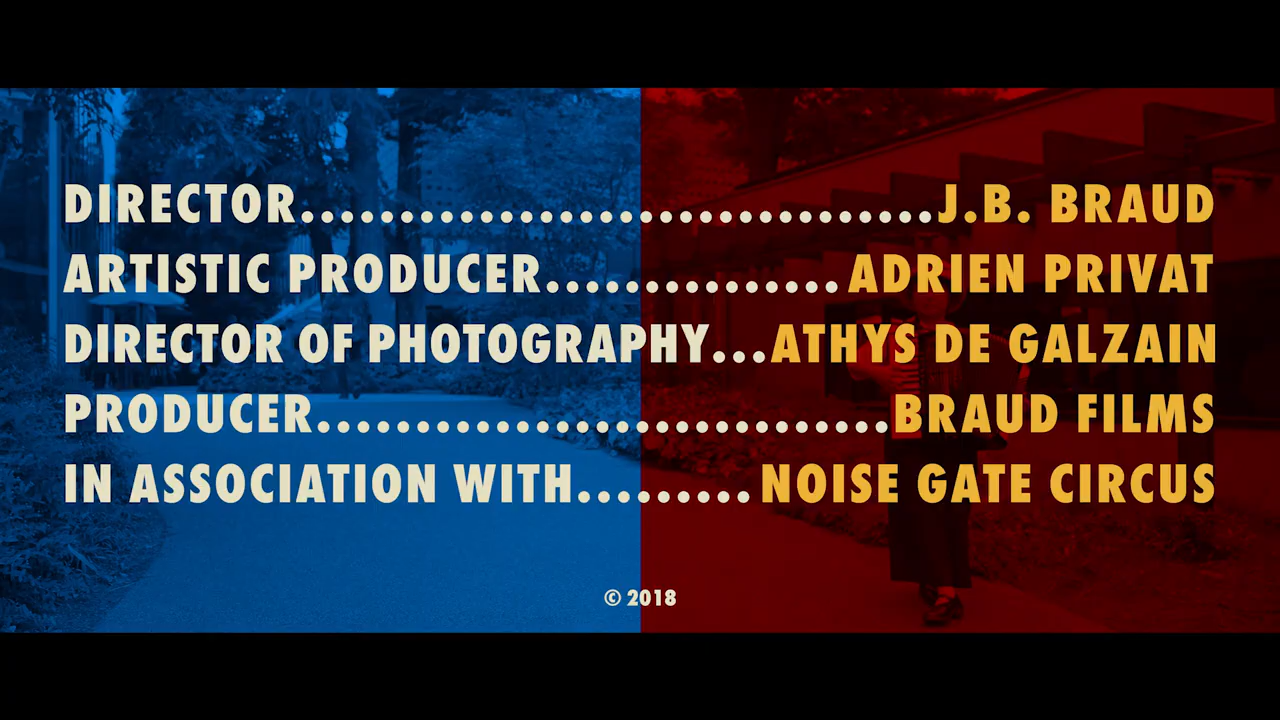 DIRECTOR................................J.B. BRAUD
ARTISTIC PRODUCER...............ADRIEN PRIVAT
DIRECTOR OF PHOTOGRAPHY...ATHYS DE GALZAIN
PRODUCER.............................BRAUD FILMS
IN ASSOCIATION WITH.........NOISE GATE CIRCUS
© 2018